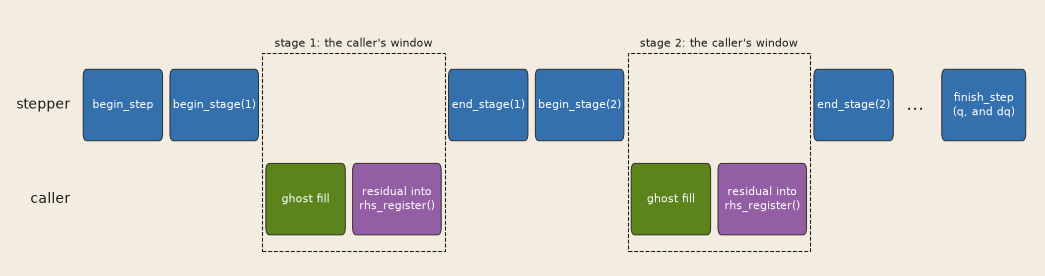 stage 1: the caller's window
stage 2: the caller's window
stepper
begin_step
begin_stage(1)
end_stage(1)
begin_stage(2)
end_stage(2)
...
finish_step
(q, and dq)
caller
ghost fill
residual into
rhs_register()
ghost fill
residual into
rhs_register()